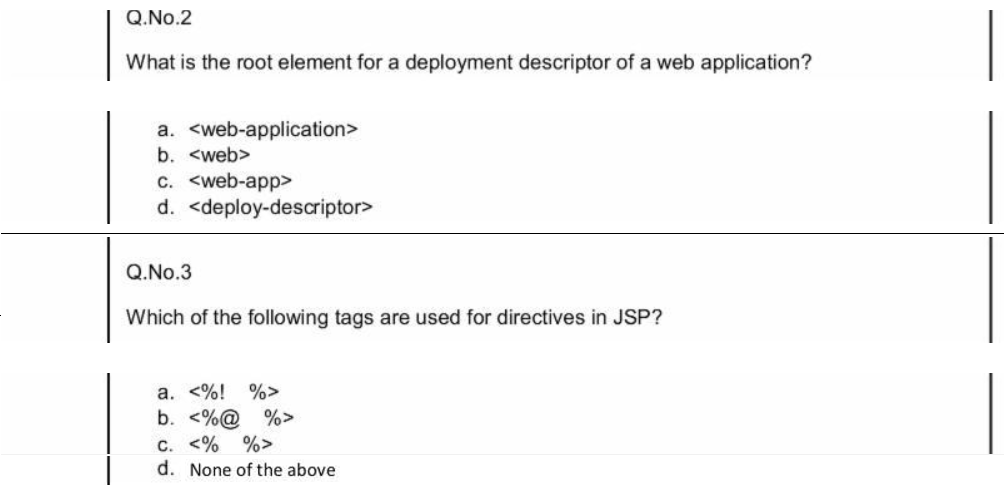 Q.No.2
What is the root element for a deployment descriptor of a web application?
a. <web-application>
b. <web>
c. <web-app>
d. <deploy-descriptor>
Q.No.3
Which of the following tags are used for directives in JSP?
a. <%! %>
b. <%@ %>
c. <% %>
d. None of the above